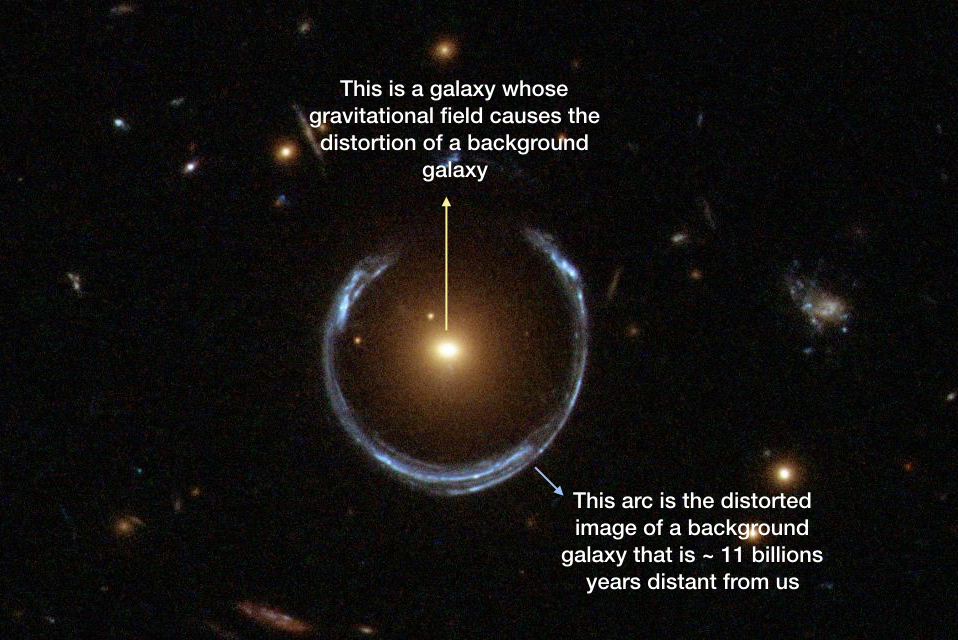 This is a galaxy whose
gravitational field causes the
distortion of a background
galaxy
This arc is the distorted
image of a background
galaxy that is ~ 11 billions
years distant from us